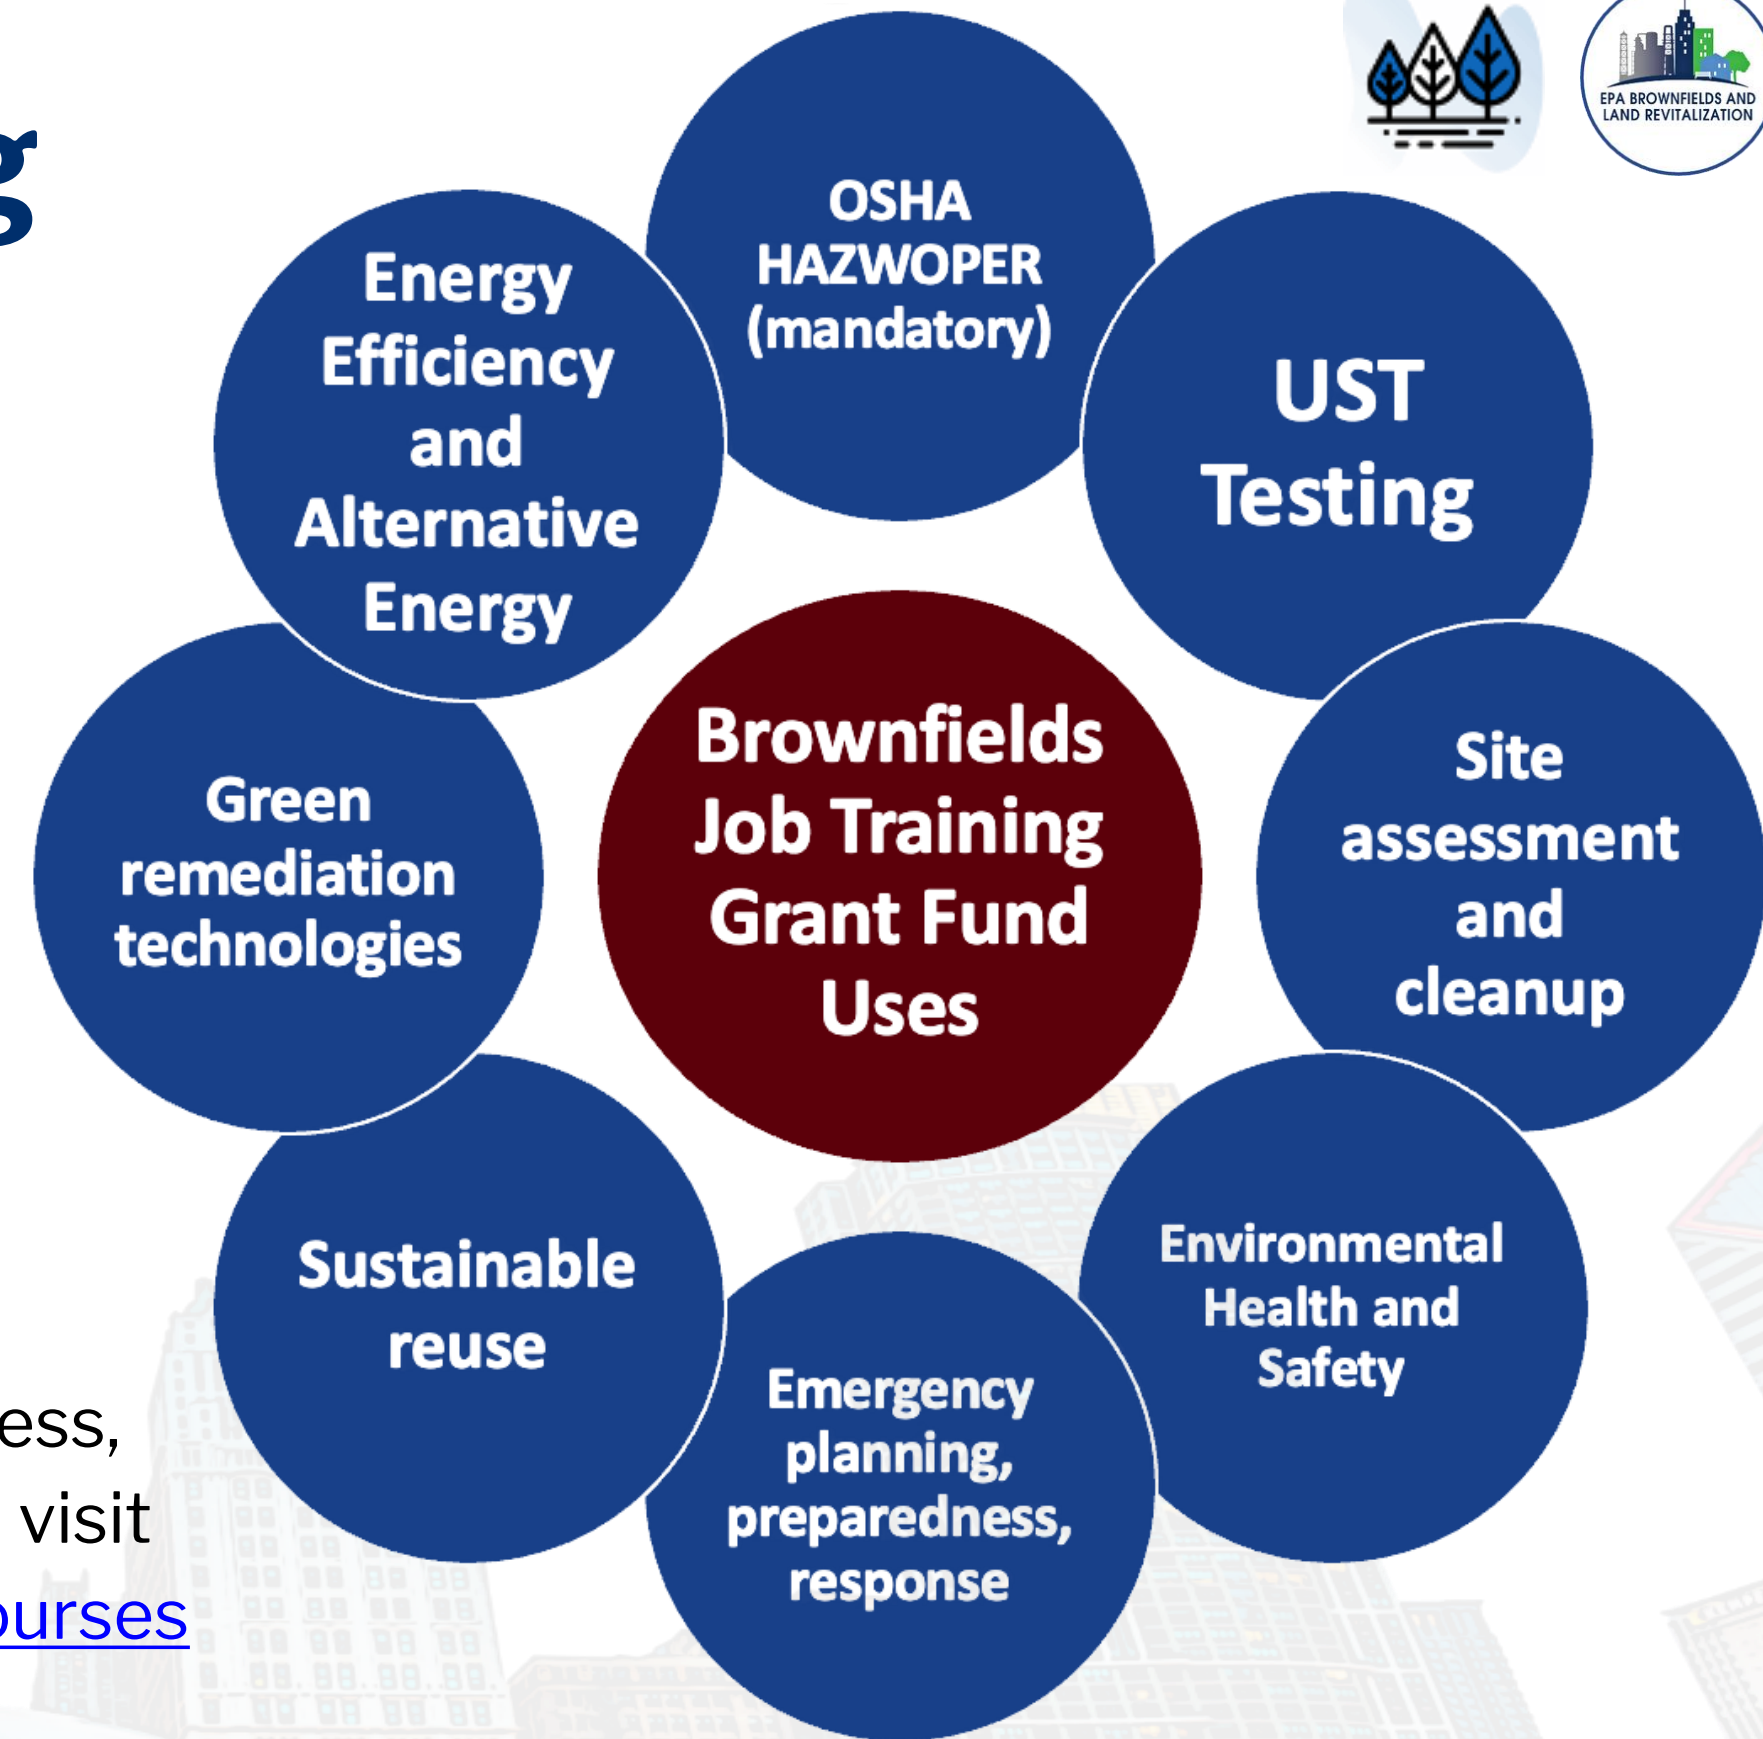 g
EPA BROWNFIELDS AND
LAND REVITALIZATION
OSHA
HAZWOPER
(mandatory)
UST
Testing
Site
assessment
and
cleanup
Environmental
Health and
Safety
Emergency
planning,
preparedness,
response
Sustainable
reuse
Green
remediation
technologies
Energy
Efficiency
and
Alternative
Energy
Brownfields
Job Training
Grant Fund
Uses
ess,
visit
ourses